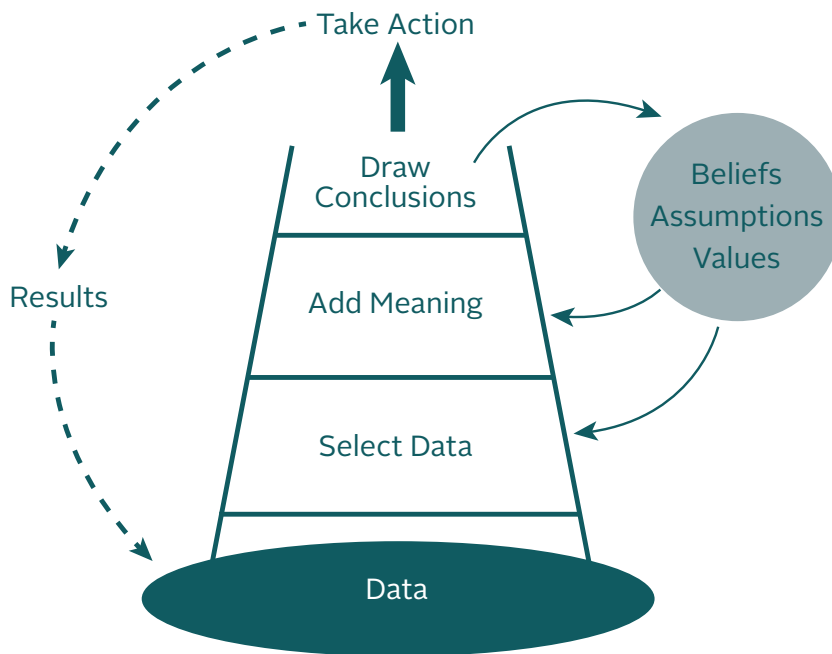 Take Action
Draw
Conclusions
Beliefs
Assumptions
Values
Results
Add Meaning
Select Data
Data